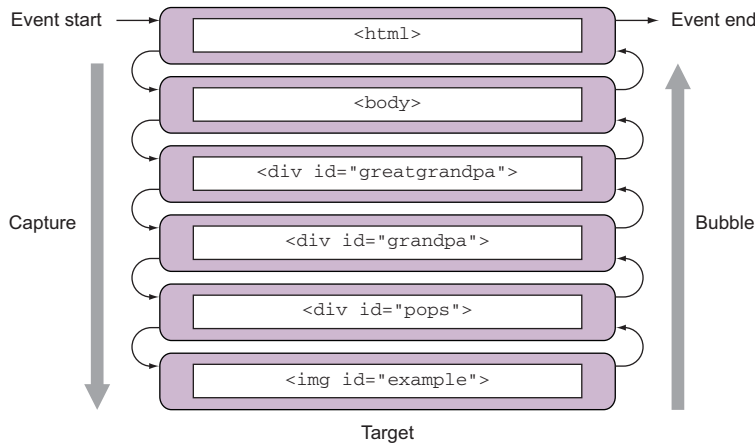 Event start
Event end
<html>
<body>
<div id="greatgrandpa">
Capture
Bubble
<div id="grandpa">
<div id="pops">
<img id="example">
Target